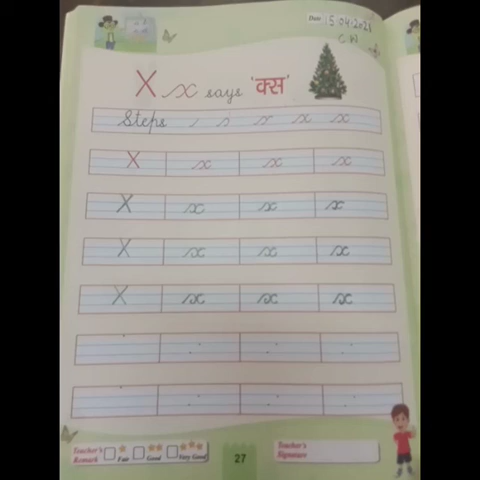 Date 15.04.2021
C W
X x says 'क्स'
Steps x x
X x x x
X x x x
X x x x
X x x x
Teacher's Remark Fair Good Very Good
27
Teacher's Signature